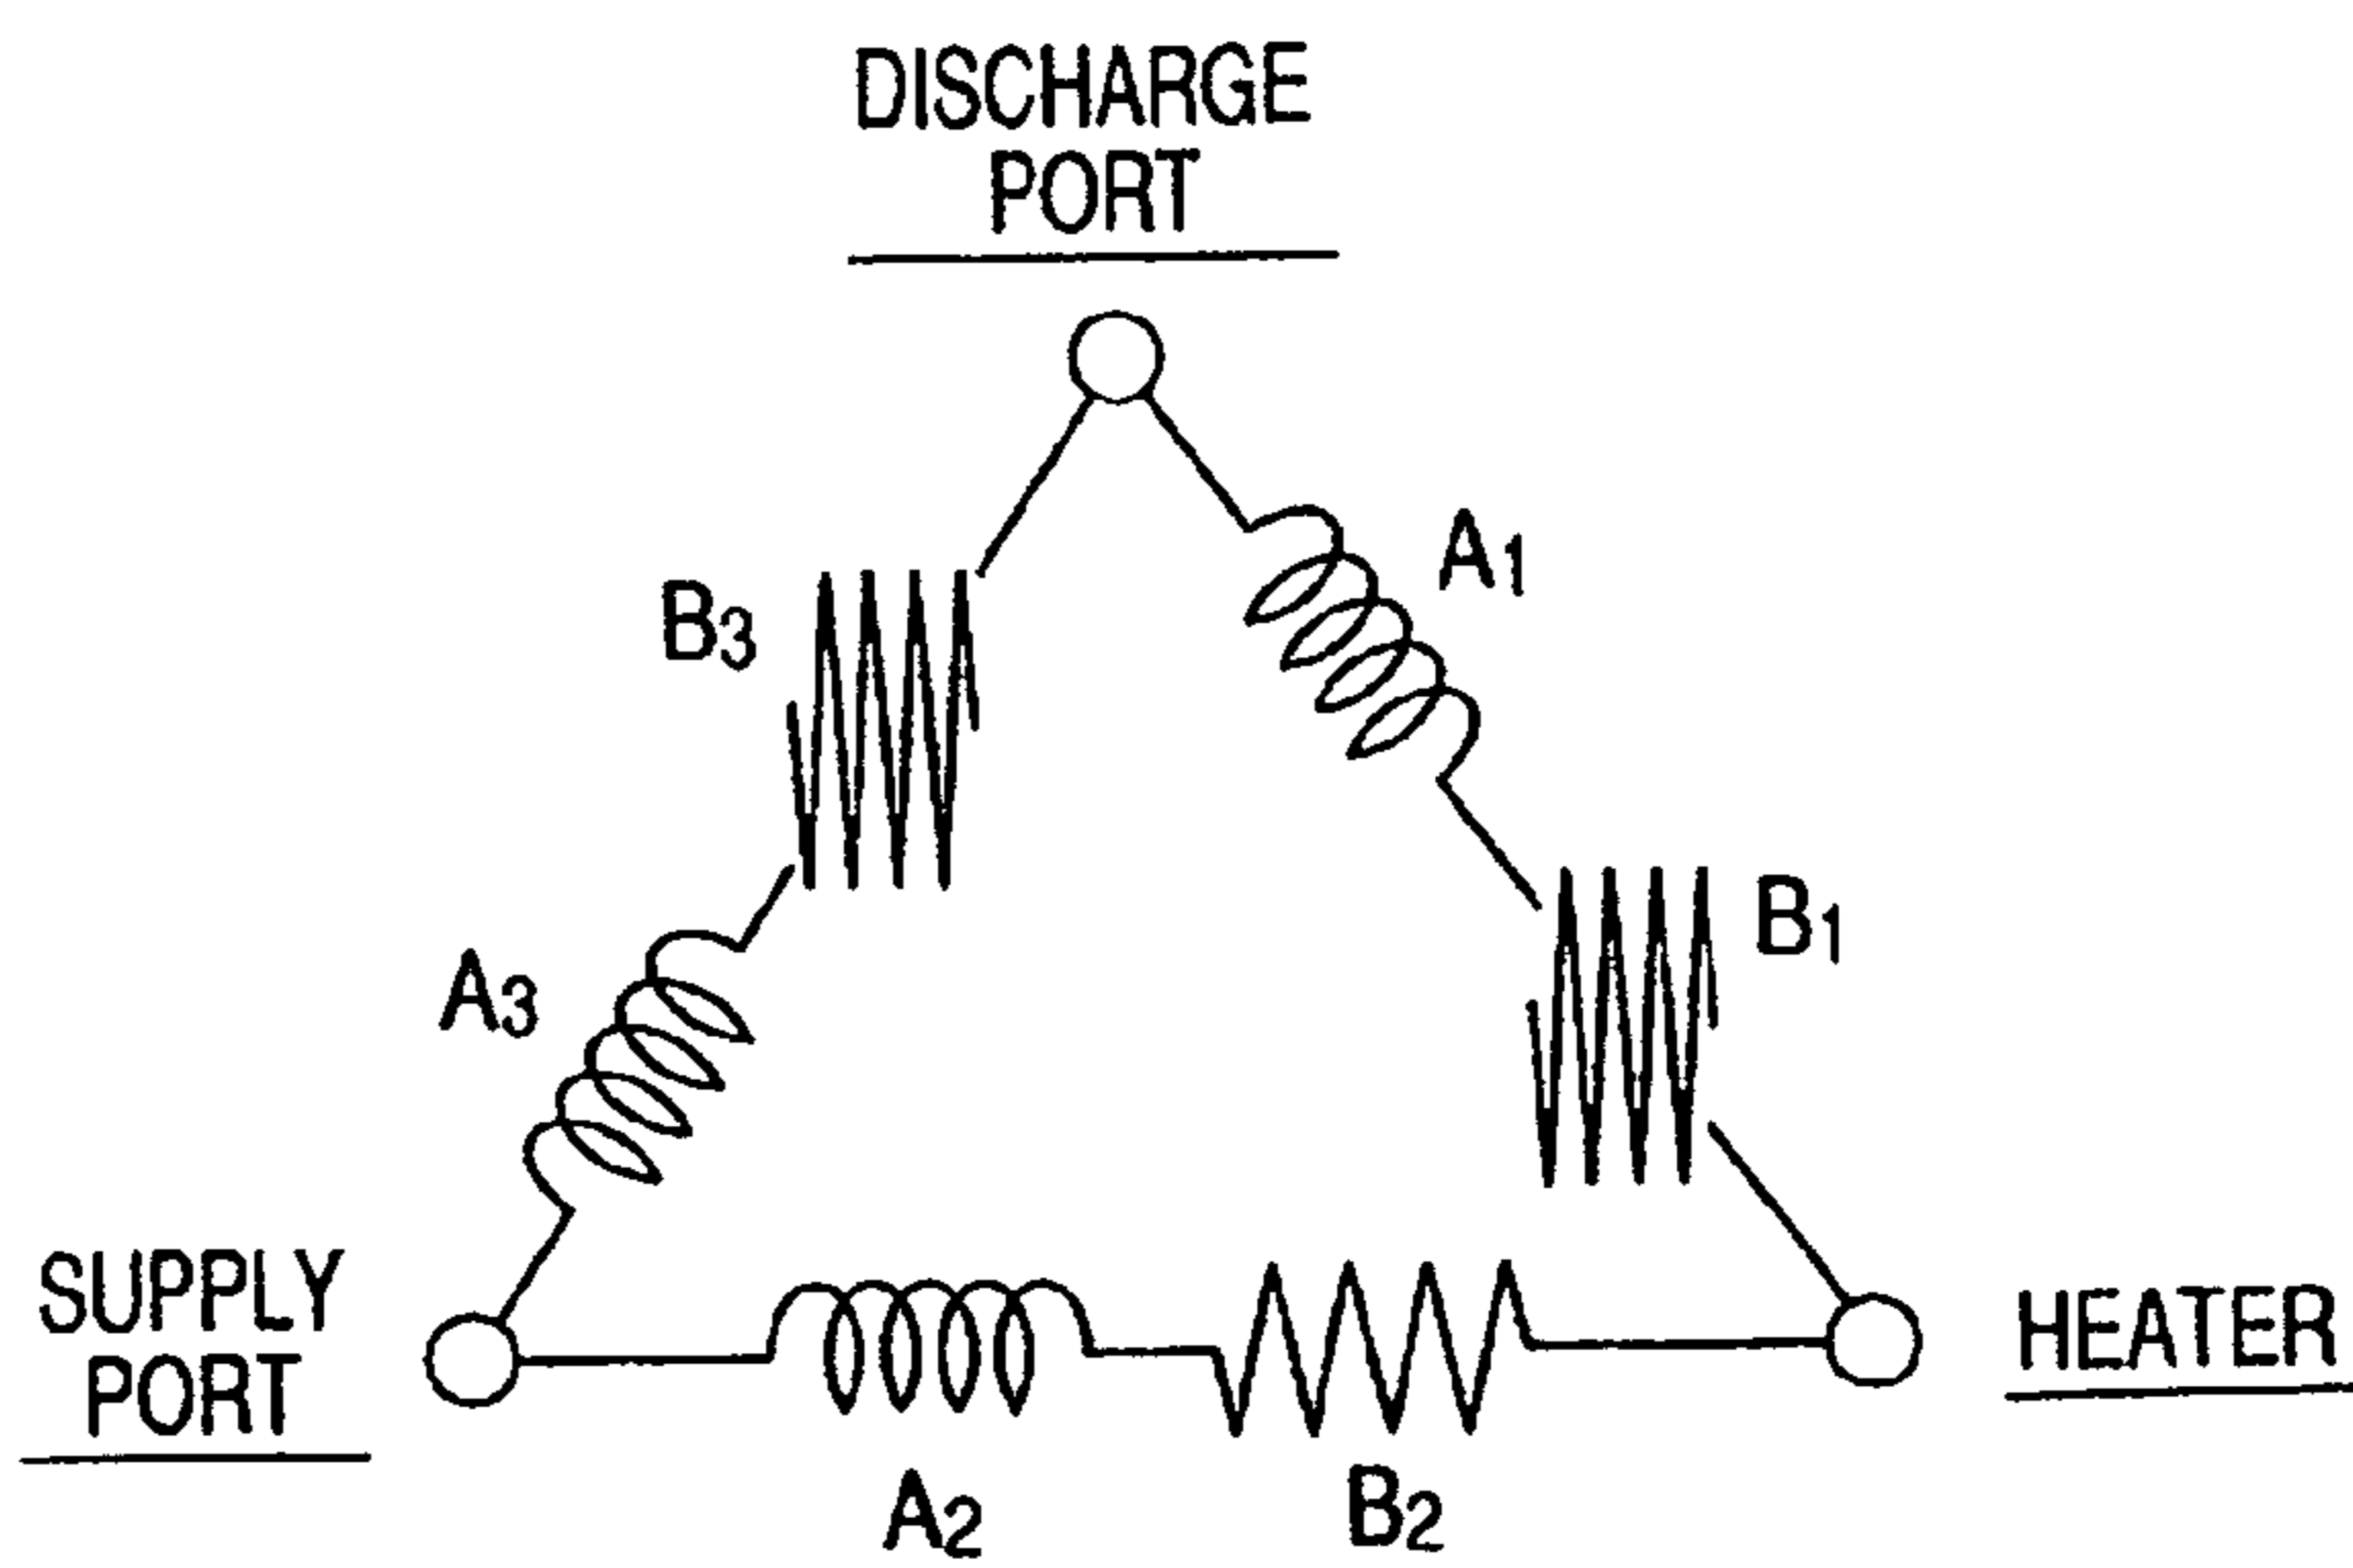 DISCHARGE
PORT
A1
B3
B1
A3
SUPPLY
PORT
HEATER
A2
B2